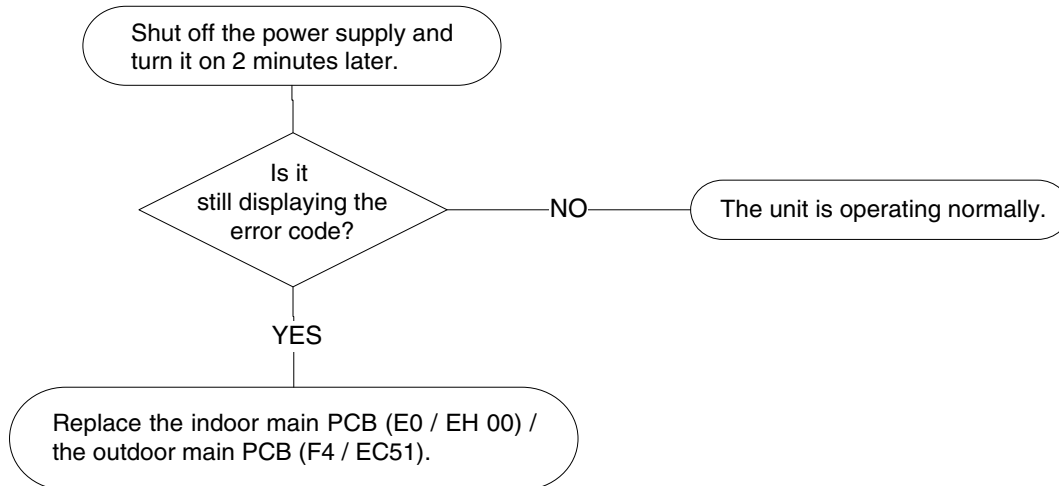 Shut off the power supply and
turn it on 2 minutes later.
Is it
still displaying the
error code?
NO
The unit is operating normally.
YES
Replace the indoor main PCB (E0 / EH 00) /
the outdoor main PCB (F4 / EC51).